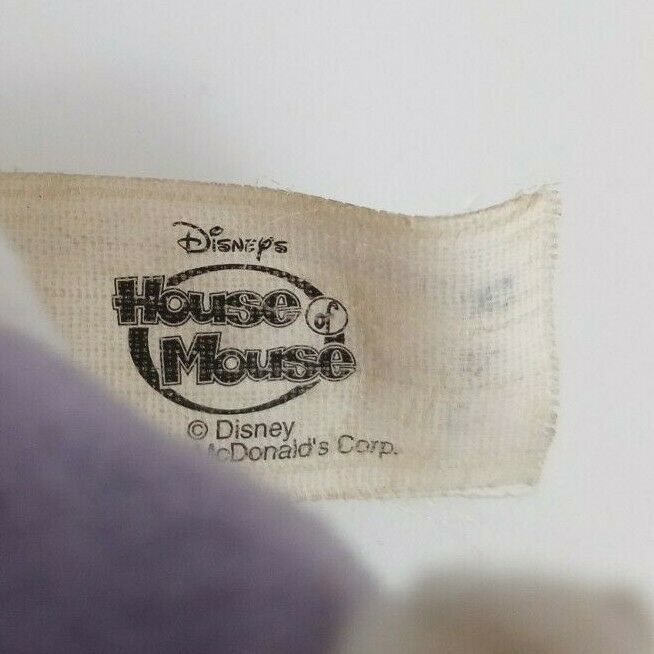 Disney's
House of
Mouse
© Disney
McDonald's Corp.